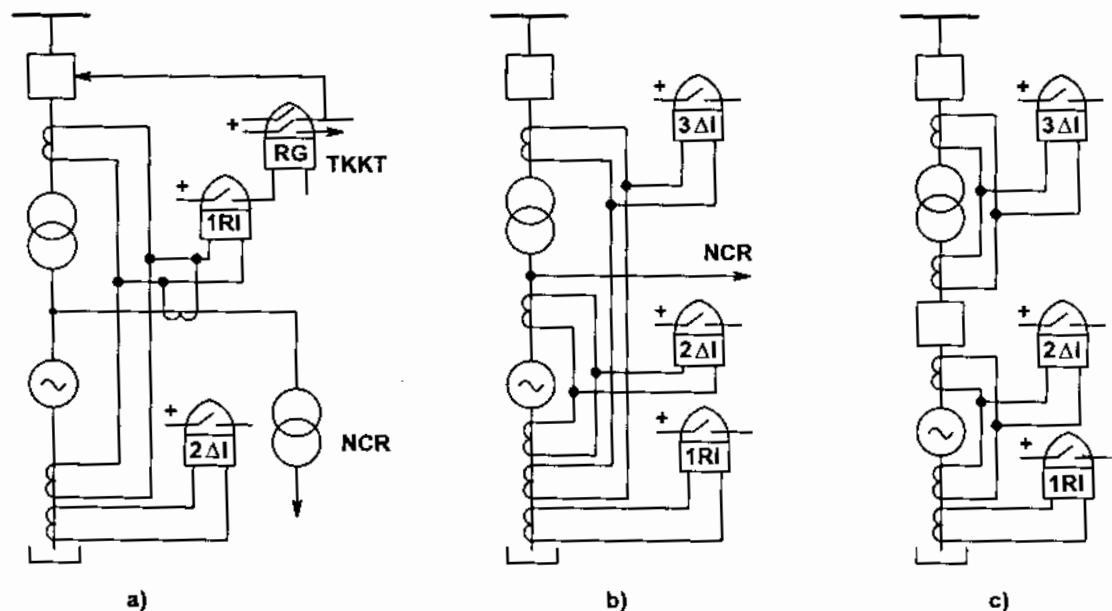 +
RG
TKKT
+
1RI
NCR
+
2ΔI
a)
+
3ΔI
NCR
+
2ΔI
+
1RI
b)
+
3ΔI
+
2ΔI
+
1RI
c)